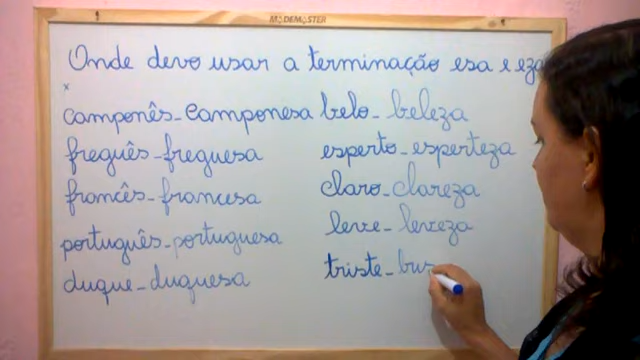 MODEMASTER
Onde devo usar a terminação esa e eza
x
camponês - camponesa belo - beleza
freguês - freguesa esperto - esperteza
francês - francesa claro - clareza
português - portuguesa leve - leveza
duque - duquesa triste -